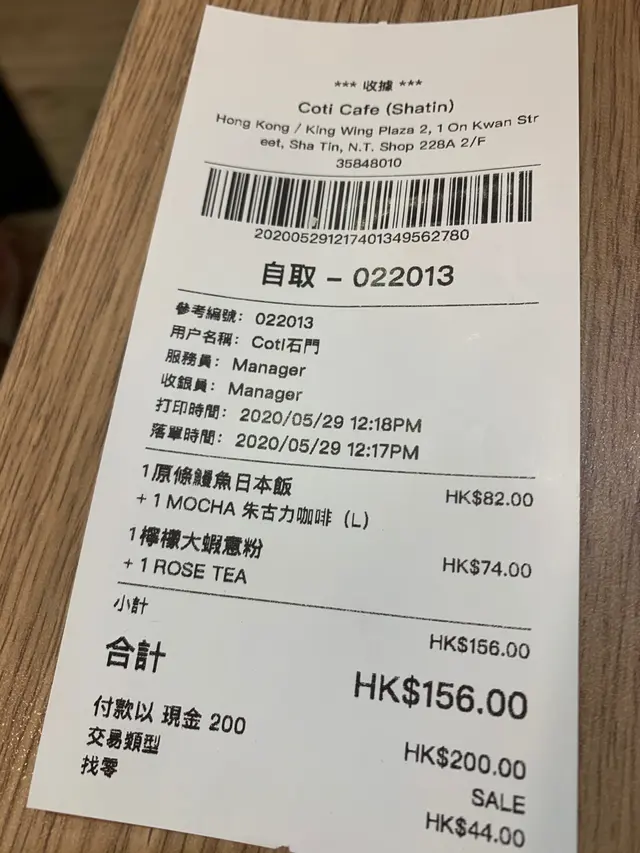 *** 收據 ***
Coti Cafe (Shatin)
Hong Kong / King Wing Plaza 2, 1 On Kwan Str
eet, Sha Tin, N.T. Shop 228A 2/F
35848010
202005291217401349562780
自取 – 022013
參考編號: 022013
用户名稱: Coti石門
服務員: Manager
收銀員: Manager
打印時間: 2020/05/29 12:18PM
落單時間: 2020/05/29 12:17PM
1 原條鰻魚日本飯 HK$82.00
+ 1 MOCHA 朱古力咖啡 (L)
1 檸檬大蝦薏粉 HK$74.00
+ 1 ROSE TEA
小計 HK$156.00
合計 HK$156.00
付款以 現金 200 HK$200.00
交易類型 SALE
找零 HK$44.00